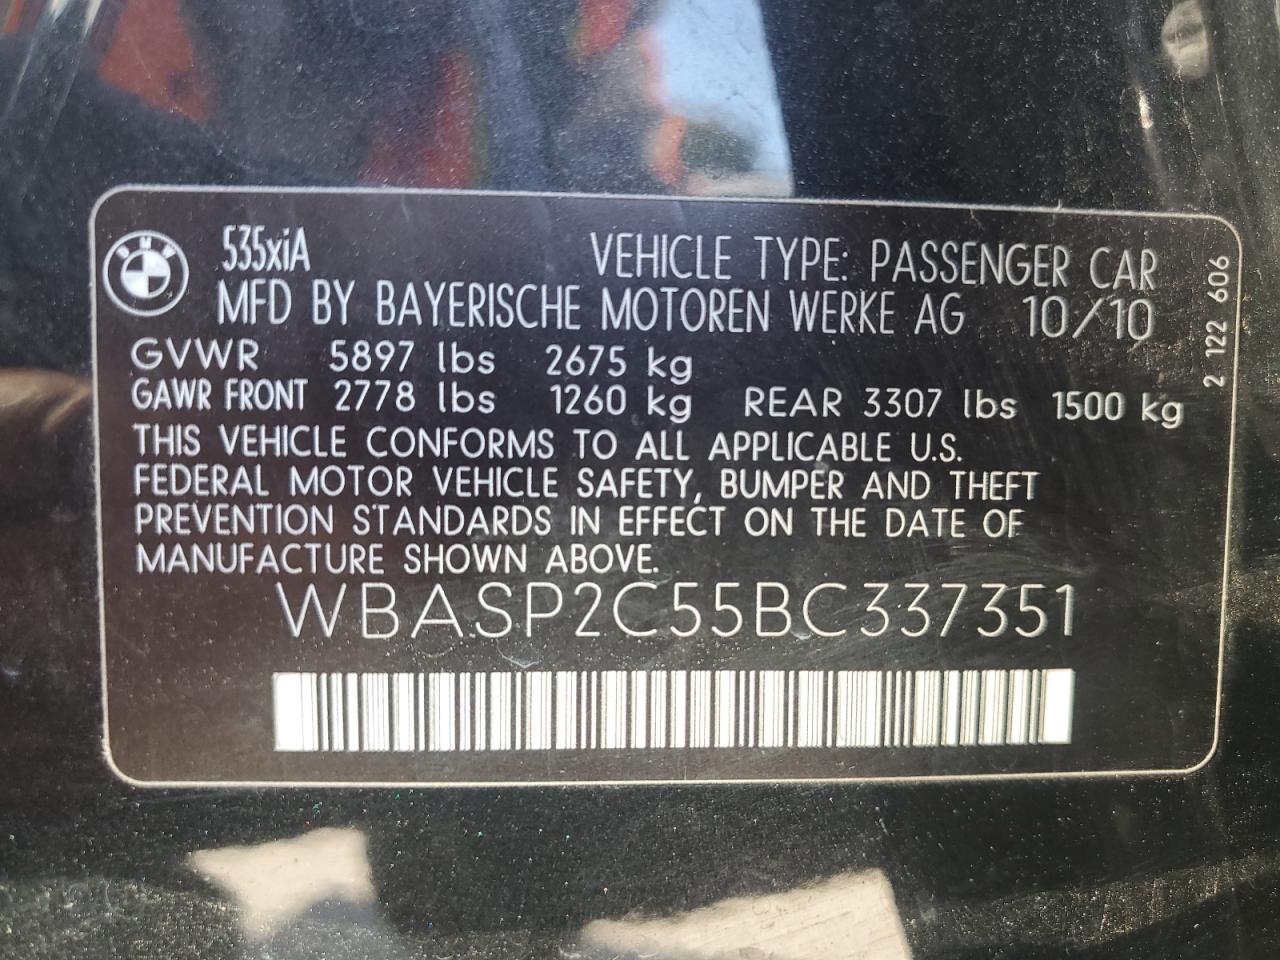 BMW
535xiA
VEHICLE TYPE: PASSENGER CAR
MFD BY BAYERISCHE MOTOREN WERKE AG 10/10
GVWR 5897 lbs 2675 kg
GAWR FRONT 2778 lbs 1260 kg REAR 3307 lbs 1500 kg
THIS VEHICLE CONFORMS TO ALL APPLICABLE U.S.
FEDERAL MOTOR VEHICLE SAFETY, BUMPER AND THEFT
PREVENTION STANDARDS IN EFFECT ON THE DATE OF
MANUFACTURE SHOWN ABOVE.
WBASP2C55BC337351
2 122 606